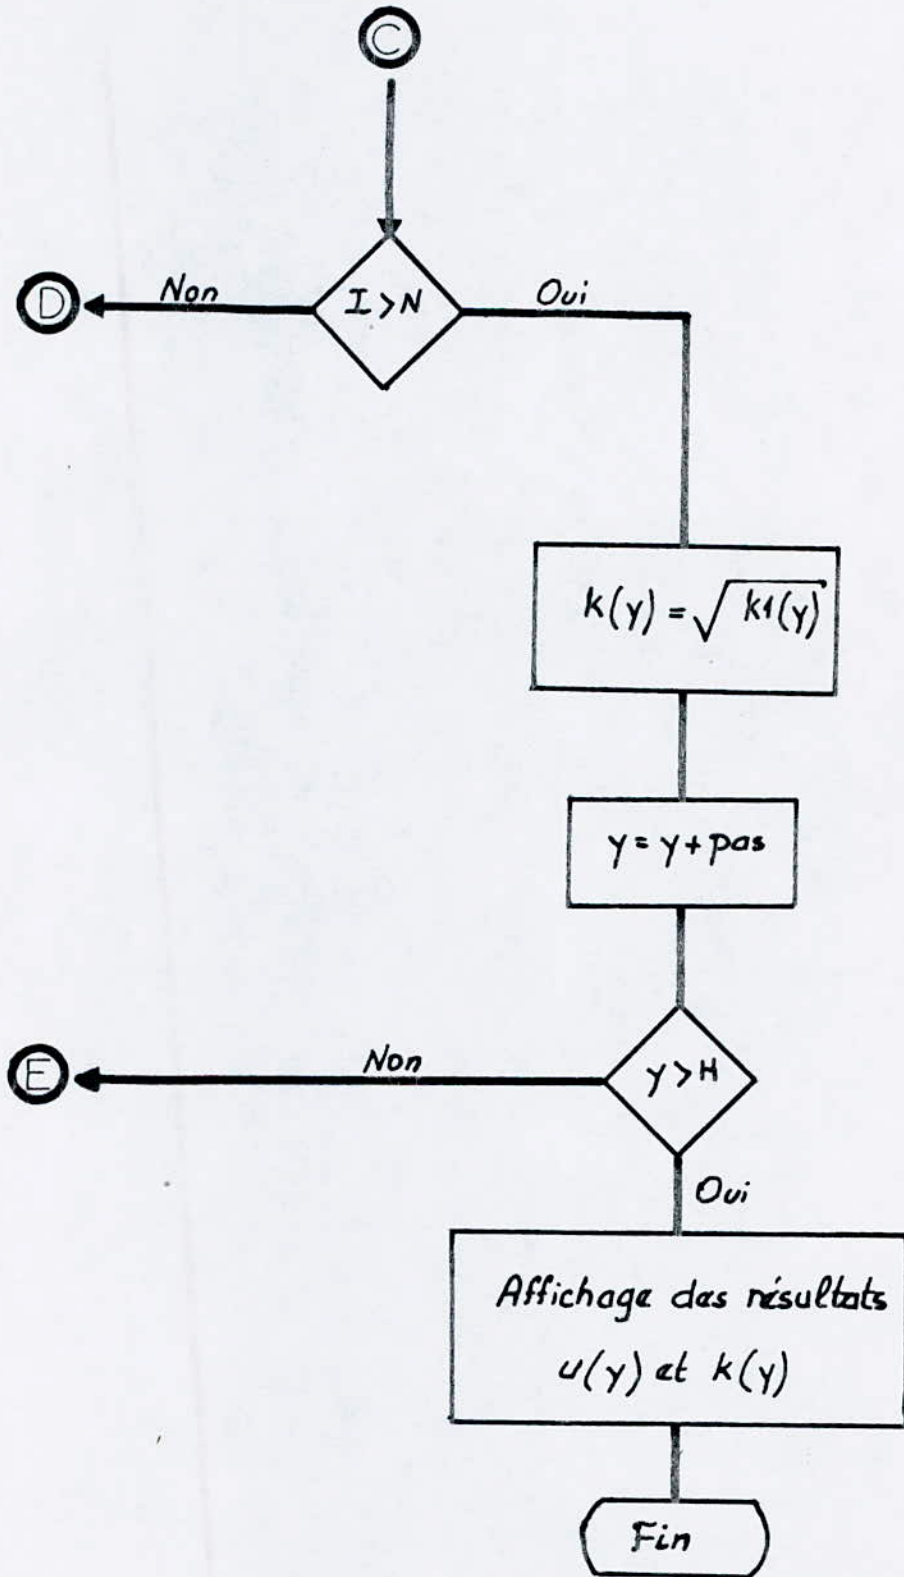 C
I > N
Non
Oui
D
k(y) = √k1(y)
y = y + pas
y > H
Non
E
Oui
Affichage des résultats
u(y) et k(y)
Fin